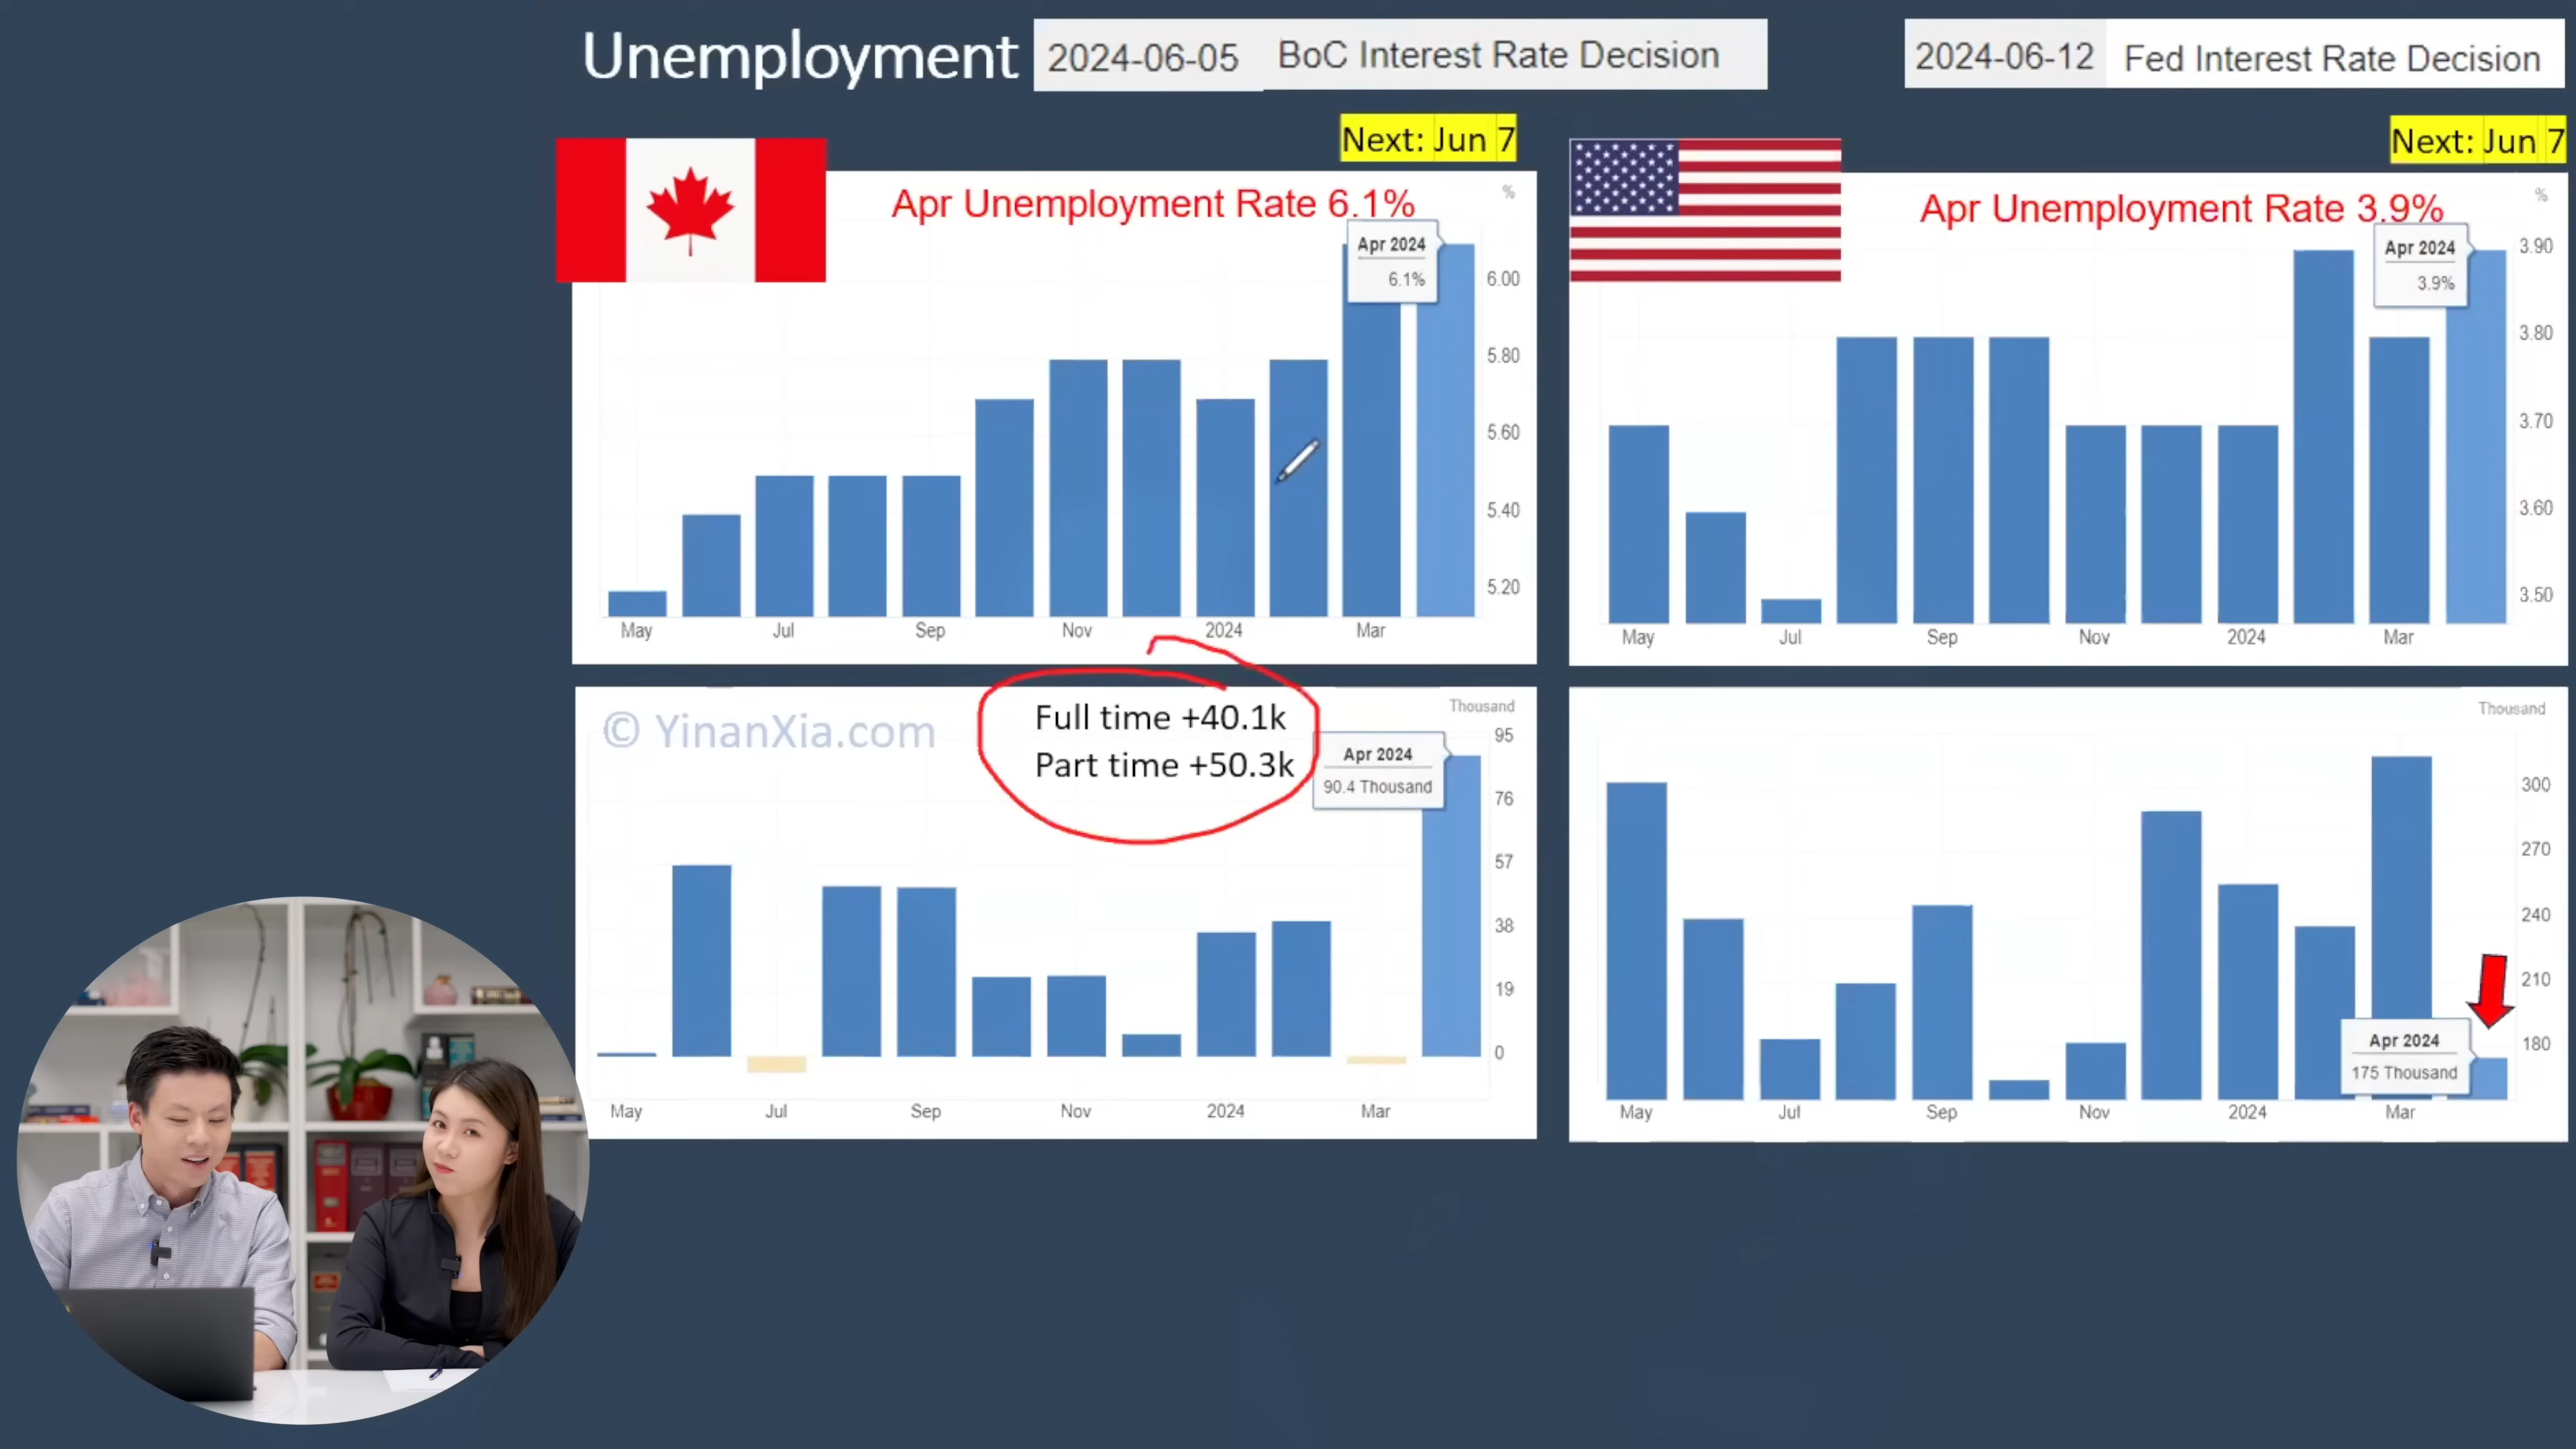 Unemployment
2024-06-05 BoC Interest Rate Decision
2024-06-12 Fed Interest Rate Decision
Next: Jun 7
Apr Unemployment Rate 6.1%
%
Apr 2024
6.1%
6.00
5.80
5.60
5.40
5.20
May Jul Sep Nov 2024 Mar
Next: Jun 7
Apr Unemployment Rate 3.9%
%
Apr 2024
3.9%
3.90
3.80
3.70
3.60
3.50
May Jul Sep Nov 2024 Mar
© YinanXia.com
Full time +40.1k
Part time +50.3k
Thousand
Apr 2024
90.4 Thousand
95
76
57
38
19
0
May Jul Sep Nov 2024 Mar
Thousand
300
270
240
210
180
Apr 2024
175 Thousand
May Jul Sep Nov 2024 Mar